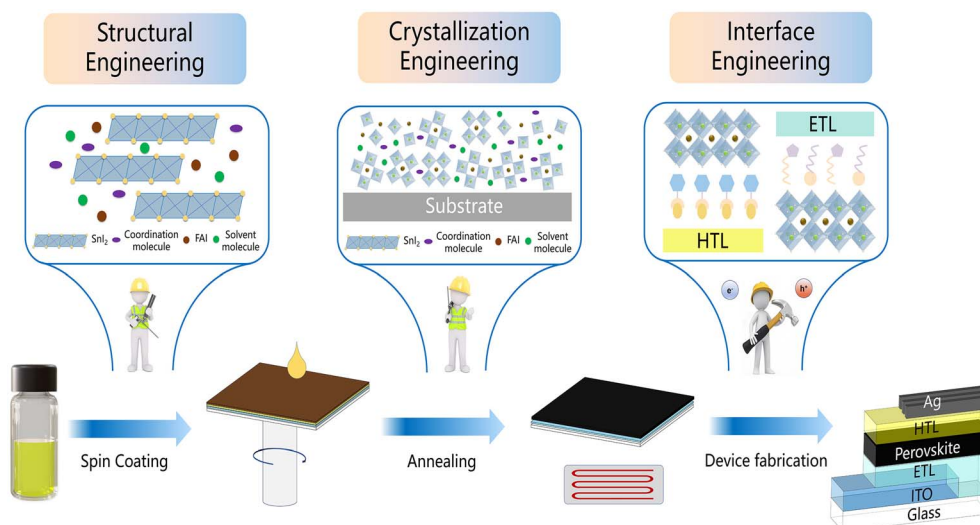 Structural
Engineering
Crystallization
Engineering
Interface
Engineering
SnI₂
Coordination
molecule
FAI
Solvent
molecule
Substrate
SnI₂
Coordination
molecule
FAI
Solvent
molecule
ETL
HTL
e⁻
h⁺
Spin Coating
Annealing
Device fabrication
Ag
HTL
Perovskite
ETL
ITO
Glass